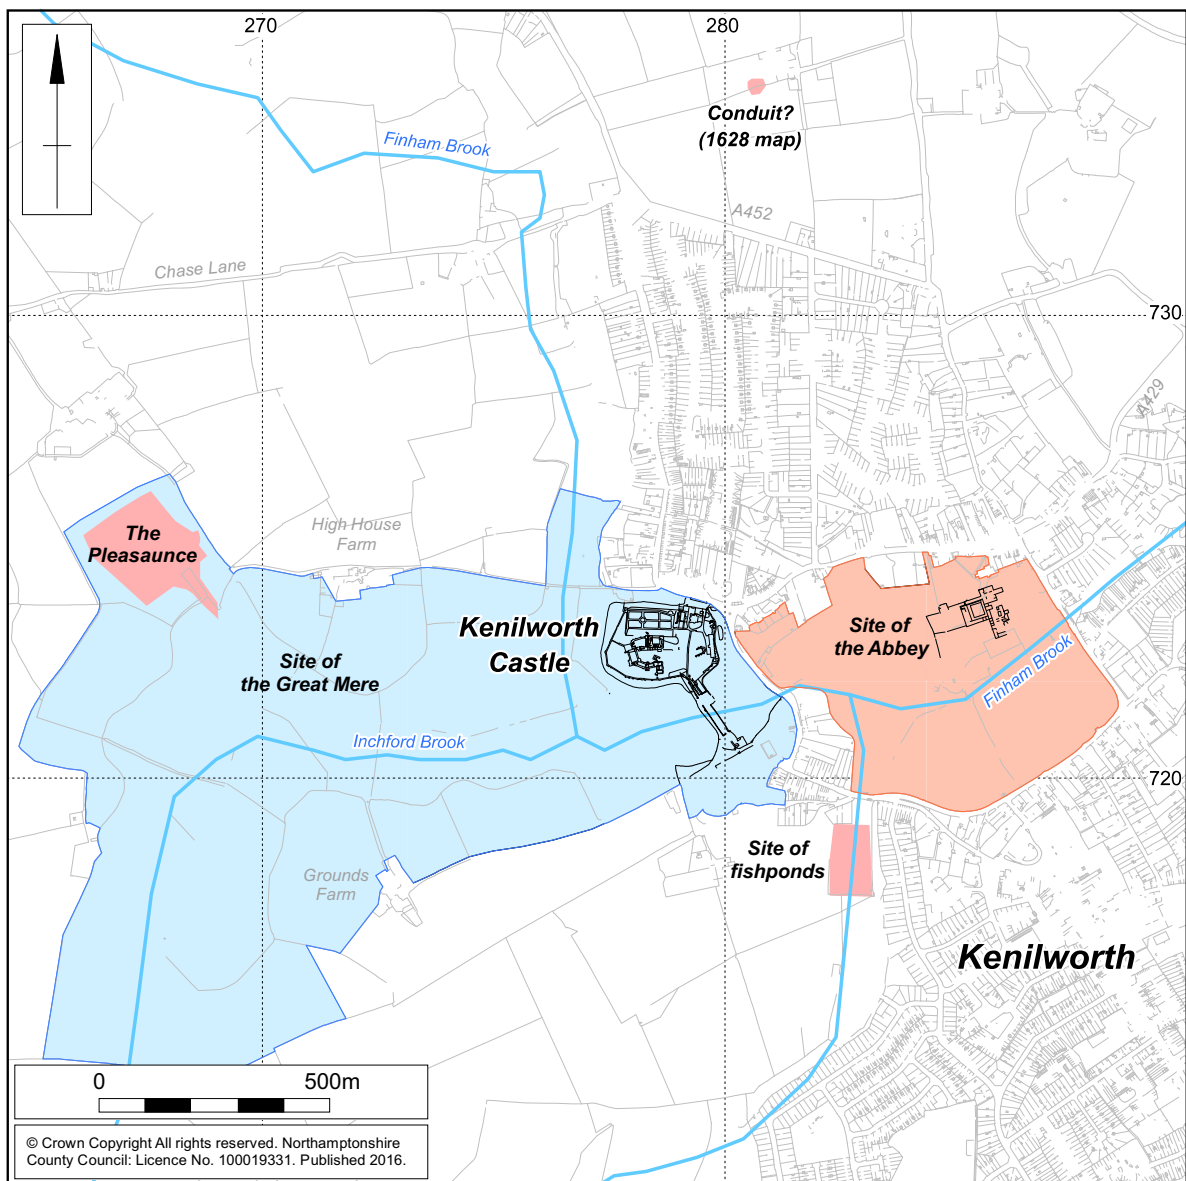 270
280
Conduit?
(1628 map)
Finham Brook
A452
Chase Lane
730
A429
The
Pleasaunce
High House
Farm
Kenilworth
Castle
Site of
the Abbey
Site of
the Great Mere
Finham Brook
Inchford Brook
720
Site of
fishponds
Grounds
Farm
Kenilworth
0
500m
© Crown Copyright All rights reserved. Northamptonshire
County Council: Licence No. 100019331. Published 2016.